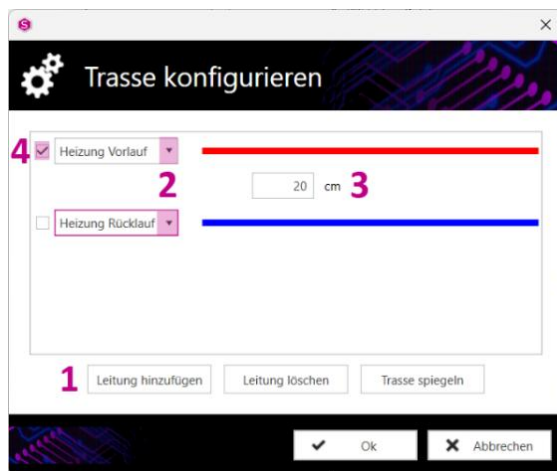 S
Trasse konfigurieren
4 Heizung Vorlauf
2 20 cm 3
Heizung Rücklauf
1 Leitung hinzufügen Leitung löschen Trasse spiegeln
Ok Abbrechen